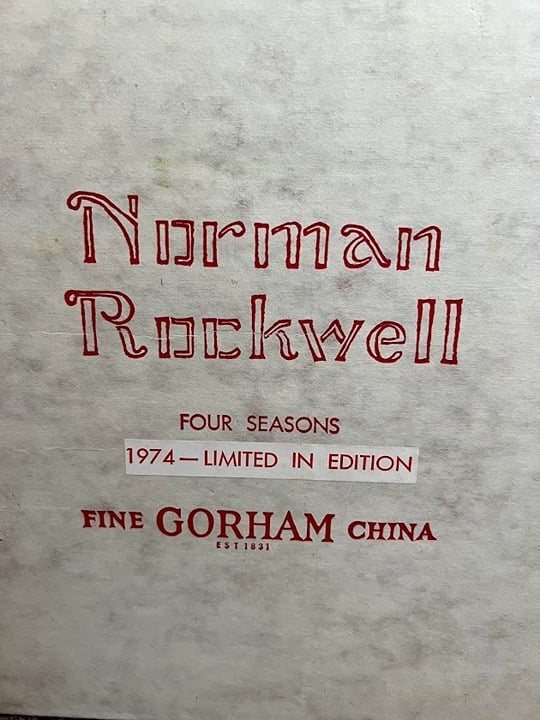 Norman
Rockwell
FOUR SEASONS
1974 — LIMITED IN EDITION
FINE GORHAM CHINA
EST 1831